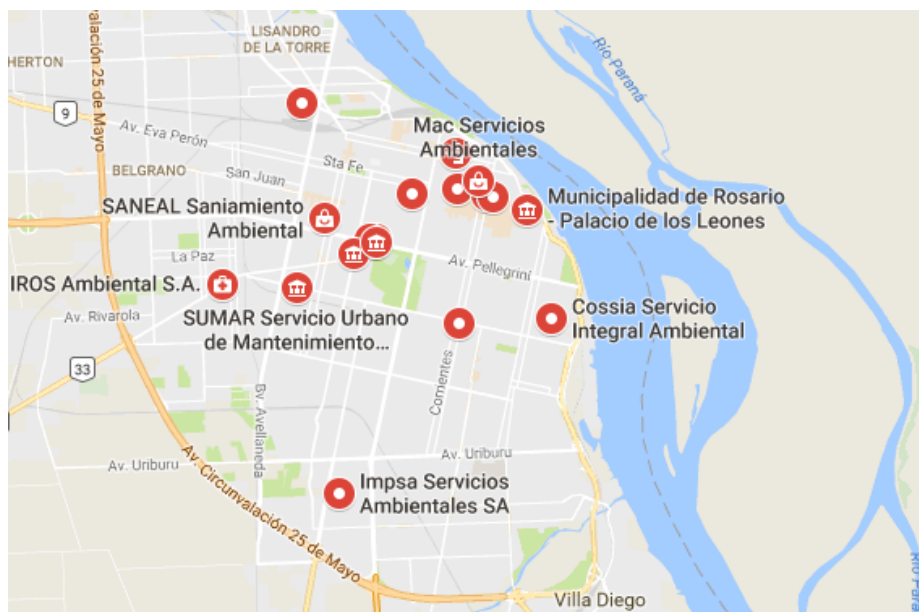 LISANDRO
DE LA TORRE
HERTON
Av. Circunvalación 25 de Mayo
Río Paraná
9
Av. Eva Perón
Mac Servicios
Ambientales
Sta Fe
BELGRANO
San Juan
SANEAL Saniamiento
Ambiental
Municipalidad de Rosario
- Palacio de los Leones
La Paz
Av. Pellegrini
IROS Ambiental S.A.
Av. Rivarola
SUMAR Servicio Urbano
de Mantenimiento...
Cossia Servicio
Integral Ambiental
33
Corrientes
Bv. Avellaneda
Av. Uriburu
Av. Uriburu
Impsa Servicios
Ambientales SA
Av. Circunvalación 25 de Mayo
Villa Diego
Río Para